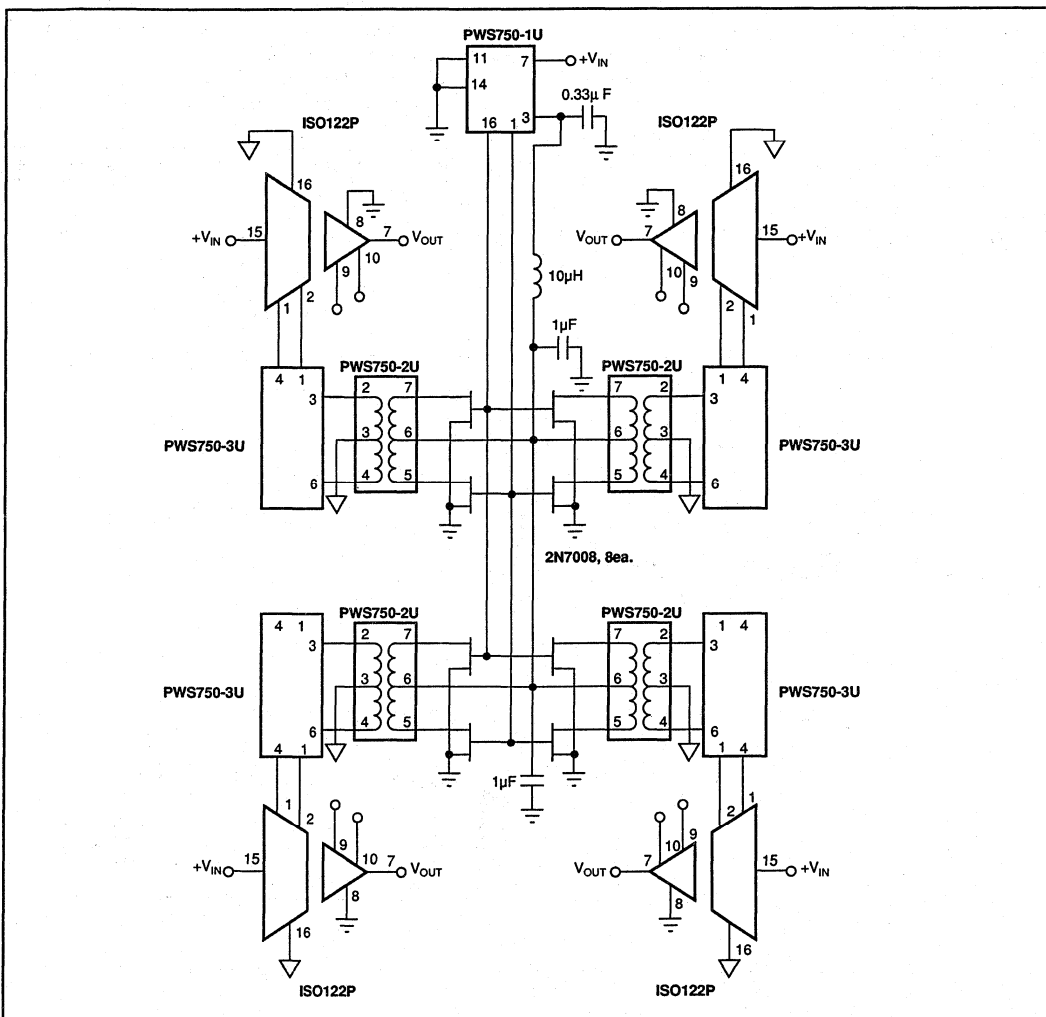 PWS750-1U
11 7 +VIN
14
0.33µ F
3
16 1
ISO122P ISO122P
16 16
8 8
+VIN 15 7 VOUT VOUT 7 15 +VIN
9 10 10 9
10µH
1 2 2 1
1µF
PWS750-2U PWS750-2U
4 1 1 4
3 2 7 7 2 3
PWS750-3U 3 6 6 3 PWS750-3U
6 4 5 5 4 6
2N7008, 8ea.
PWS750-2U PWS750-2U
4 1 1 4
3 2 7 7 2 3
PWS750-3U 3 6 6 3 PWS750-3U
6 4 5 5 4 6
4 1 1 4
1µF
1 2 2 1
9 10 10 9
+VIN 15 7 VOUT VOUT 7 15 +VIN
8 8
16 16
ISO122P ISO122P